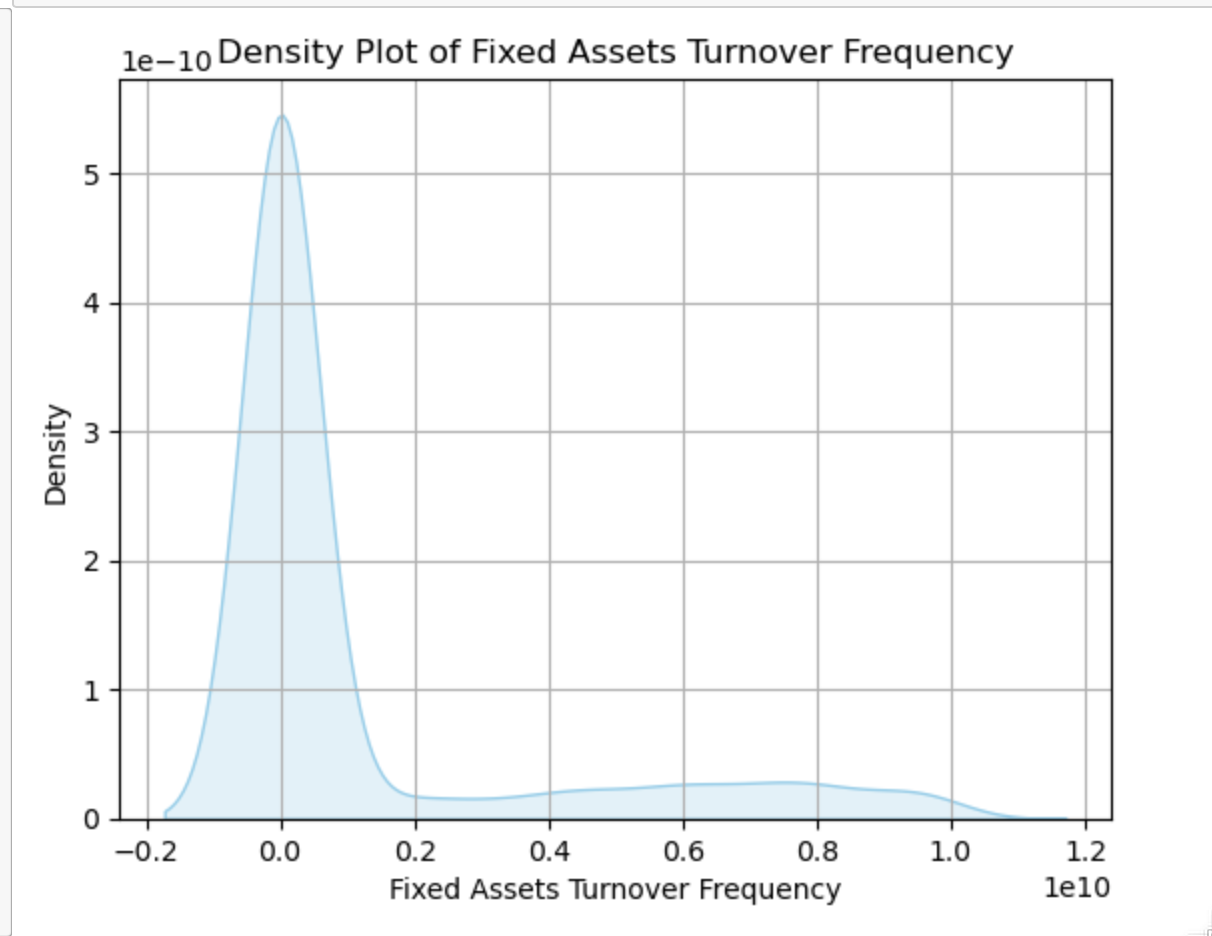 1e−10 Density Plot of Fixed Assets Turnover Frequency
5
4
3
2
1
0
Density
−0.2 0.0 0.2 0.4 0.6 0.8 1.0 1.2
1e10
Fixed Assets Turnover Frequency